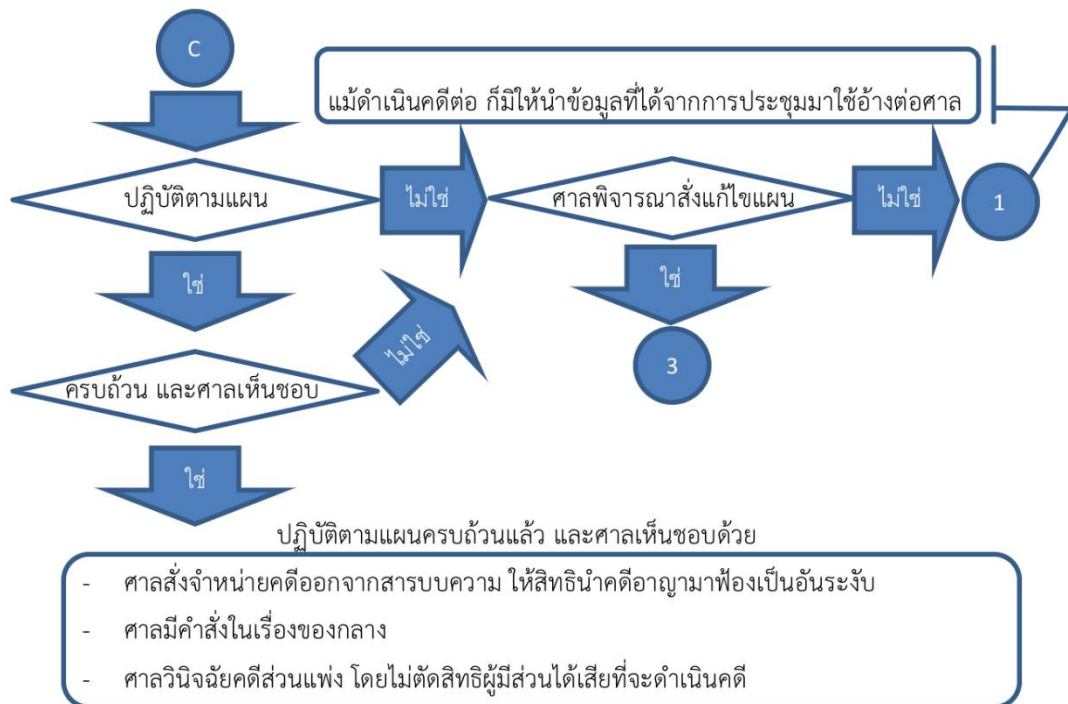 C
แม้ดำเนินคดีต่อ ก็มิให้นำข้อมูลที่ได้จากการประชุมมาใช้อ้างต่อศาล
ปฏิบัติตามแผน
ไม่ใช่
ศาลพิจารณาสั่งแก้ไขแผน
ไม่ใช่
1
ใช่
ใช่
ไม่ใช่
3
ครบถ้วน และศาลเห็นชอบ
ใช่
ปฏิบัติตามแผนครบถ้วนแล้ว และศาลเห็นชอบด้วย
- ศาลสั่งจำหน่ายคดีออกจากสารบบความ ให้สิทธินำคดีอาญามาฟ้องเป็นอันระงับ
- ศาลมีคำสั่งในเรื่องของกลาง
- ศาลวินิจฉัยคดีส่วนแพ่ง โดยไม่ตัดสิทธิผู้มีส่วนได้เสียที่จะดำเนินคดี